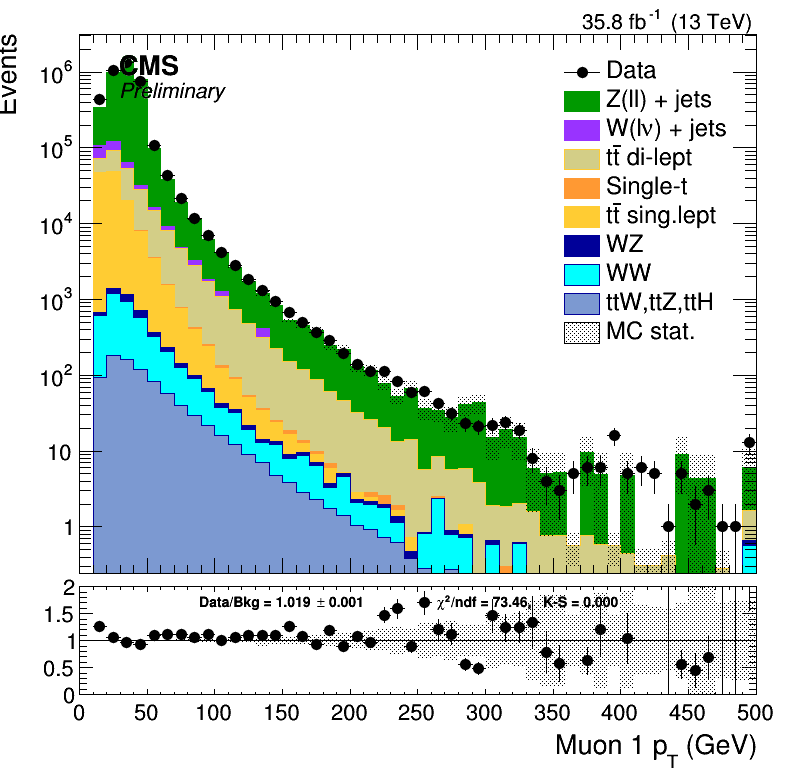 35.8 fb⁻¹ (13 TeV)
Events
CMS
Preliminary
Data
Z(ll) + jets
W(lν) + jets
tt̄ di-lept
Single-t
tt̄ sing.lept
WZ
WW
ttW,ttZ,ttH
MC stat.
10⁶
10⁵
10⁴
10³
10²
10
1
Data/Bkg = 1.019 ± 0.001 χ²/ndf = 73.46, K-S = 0.000
2
1.5
1
0.5
0
0 50 100 150 200 250 300 350 400 450 500
Muon 1 p_T (GeV)